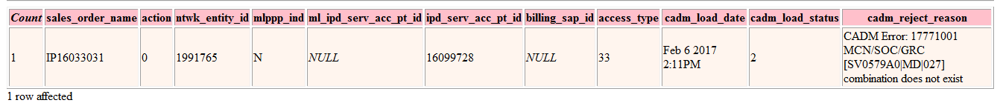 Count sales_order_name action ntwk_entity_id mlppp_ind ml_ipd_serv_acc_pt_id ipd_serv_acc_pt_id billing_sap_id access_type cadm_load_date cadm_load_status cadm_reject_reason
1 IP16033031 0 1991765 N NULL 16099728 NULL 33 Feb 6 2017 2:11PM 2 CADM Error: 17771001
MCN/SOC/GRC
[SV0579A0|MD|027]
combination does not exist
1 row affected